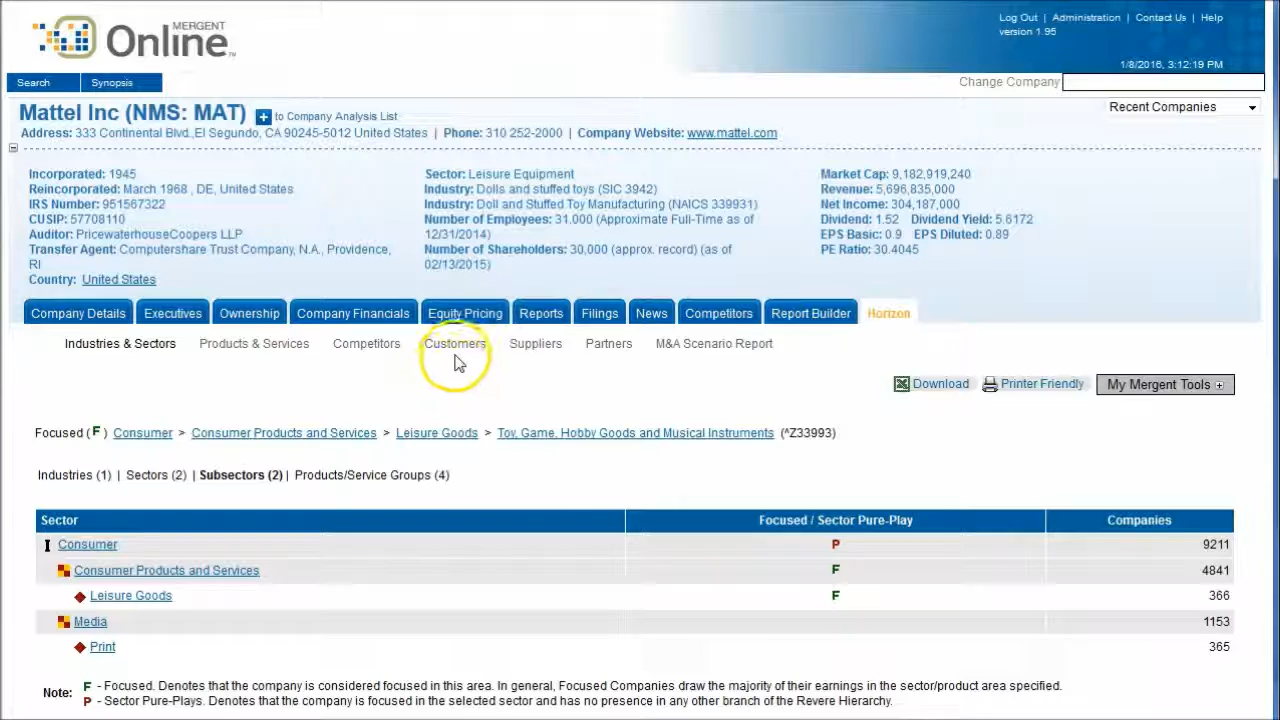 MERGENT
Online™
Log Out | Administration | Contact Us | Help
version 1.95
1/8/2016, 3:12:19 PM
Search Synopsis
Change Company
Mattel Inc (NMS: MAT) + to Company Analysis List
Recent Companies
Address: 333 Continental Blvd.,El Segundo, CA 90245-5012 United States | Phone: 310 252-2000 | Company Website: www.mattel.com
Incorporated: 1945
Reincorporated: March 1968 , DE, United States
IRS Number: 951567322
CUSIP: 57708110
Auditor: PricewaterhouseCoopers LLP
Transfer Agent: Computershare Trust Company, N.A., Providence,
RI
Country: United States
Sector: Leisure Equipment
Industry: Dolls and stuffed toys (SIC 3942)
Industry: Doll and Stuffed Toy Manufacturing (NAICS 339931)
Number of Employees: 31,000 (Approximate Full-Time as of
12/31/2014)
Number of Shareholders: 30,000 (approx. record) (as of
02/13/2015)
Market Cap: 9,182,919,240
Revenue: 5,696,835,000
Net Income: 304,187,000
Dividend: 1.52 Dividend Yield: 5.6172
EPS Basic: 0.9 EPS Diluted: 0.89
PE Ratio: 30.4045
Company Details Executives Ownership Company Financials Equity Pricing Reports Filings News Competitors Report Builder Horizon
Industries & Sectors Products & Services Competitors Customers Suppliers Partners M&A Scenario Report
Download Printer Friendly My Mergent Tools +
Focused (F) Consumer > Consumer Products and Services > Leisure Goods > Toy, Game, Hobby Goods and Musical Instruments (^Z33993)
Industries (1) | Sectors (2) | Subsectors (2) | Products/Service Groups (4)
Sector Focused / Sector Pure-Play Companies
Consumer P 9211
Consumer Products and Services F 4841
Leisure Goods F 366
Media 1153
Print 365
Note: F - Focused. Denotes that the company is considered focused in this area. In general, Focused Companies draw the majority of their earnings in the sector/product area specified.
P - Sector Pure-Plays. Denotes that the company is focused in the selected sector and has no presence in any other branch of the Revere Hierarchy.